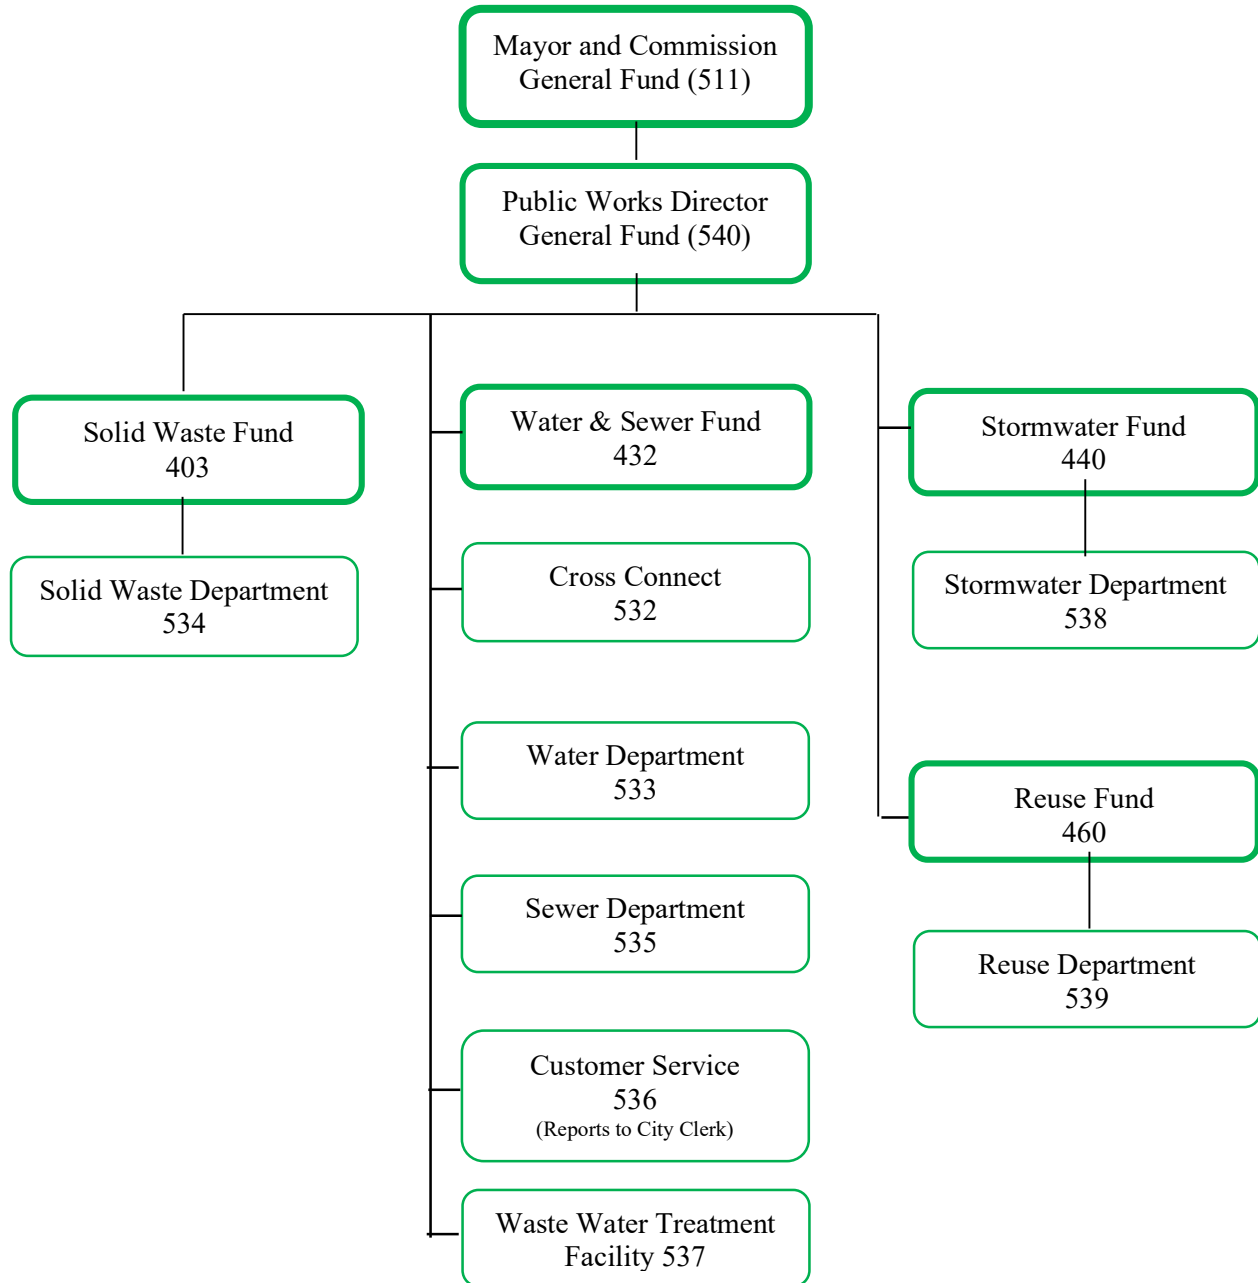 Mayor and Commission
General Fund (511)
Public Works Director
General Fund (540)
Solid Waste Fund
403
Solid Waste Department
534
Water & Sewer Fund
432
Cross Connect
532
Water Department
533
Sewer Department
535
Customer Service
536
(Reports to City Clerk)
Waste Water Treatment
Facility 537
Stormwater Fund
440
Stormwater Department
538
Reuse Fund
460
Reuse Department
539